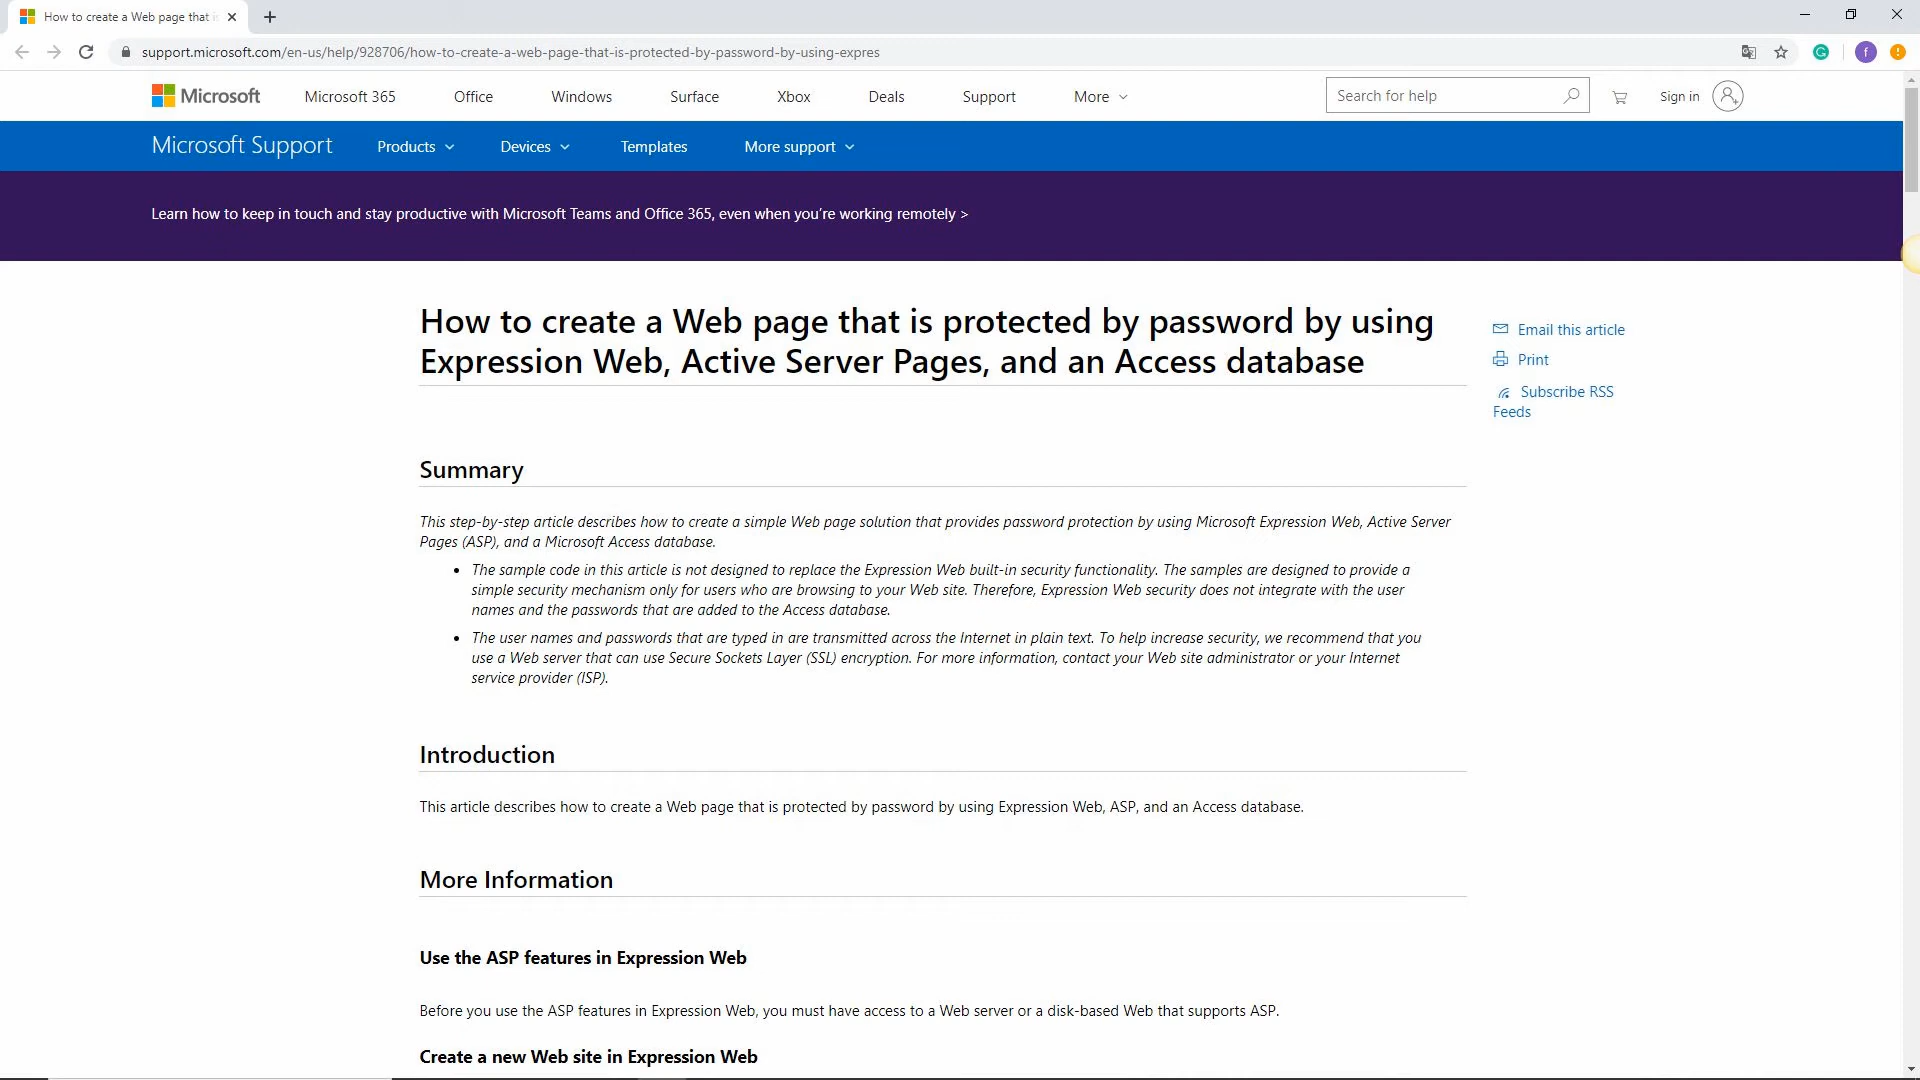 How to create a Web page that i
support.microsoft.com/en-us/help/928706/how-to-create-a-web-page-that-is-protected-by-password-by-using-expres
f
Microsoft
Microsoft 365
Office
Windows
Surface
Xbox
Deals
Support
More
Search for help
Sign in
Microsoft Support
Products
Devices
Templates
More support
Learn how to keep in touch and stay productive with Microsoft Teams and Office 365, even when you're working remotely >
How to create a Web page that is protected by password by using
Expression Web, Active Server Pages, and an Access database
Email this article
Print
Subscribe RSS
Feeds
Summary
This step-by-step article describes how to create a simple Web page solution that provides password protection by using Microsoft Expression Web, Active Server
Pages (ASP), and a Microsoft Access database.
• The sample code in this article is not designed to replace the Expression Web built-in security functionality. The samples are designed to provide a
simple security mechanism only for users who are browsing to your Web site. Therefore, Expression Web security does not integrate with the user
names and the passwords that are added to the Access database.
• The user names and passwords that are typed in are transmitted across the Internet in plain text. To help increase security, we recommend that you
use a Web server that can use Secure Sockets Layer (SSL) encryption. For more information, contact your Web site administrator or your Internet
service provider (ISP).
Introduction
This article describes how to create a Web page that is protected by password by using Expression Web, ASP, and an Access database.
More Information
Use the ASP features in Expression Web
Before you use the ASP features in Expression Web, you must have access to a Web server or a disk-based Web that supports ASP.
Create a new Web site in Expression Web